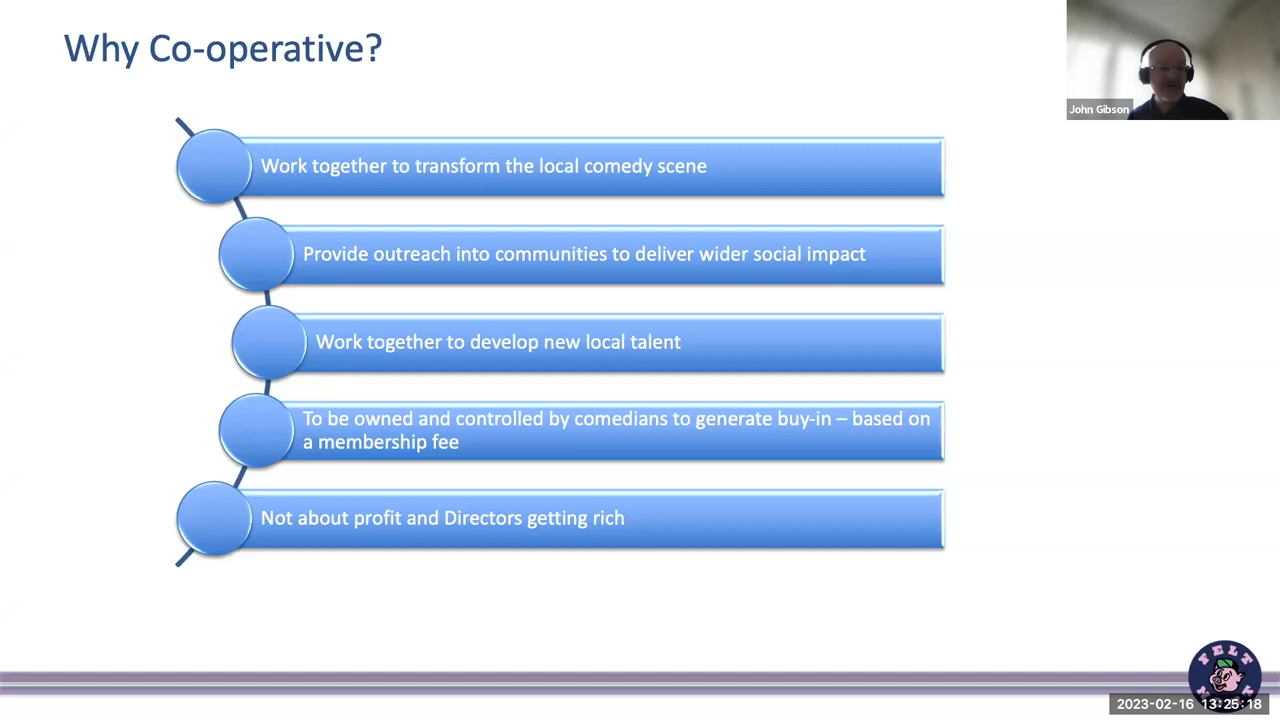 Why Co-operative?
John Gibson
Work together to transform the local comedy scene
Provide outreach into communities to deliver wider social impact
Work together to develop new local talent
To be owned and controlled by comedians to generate buy-in – based on
a membership fee
Not about profit and Directors getting rich
FELT
2023-02-16 13:25:18